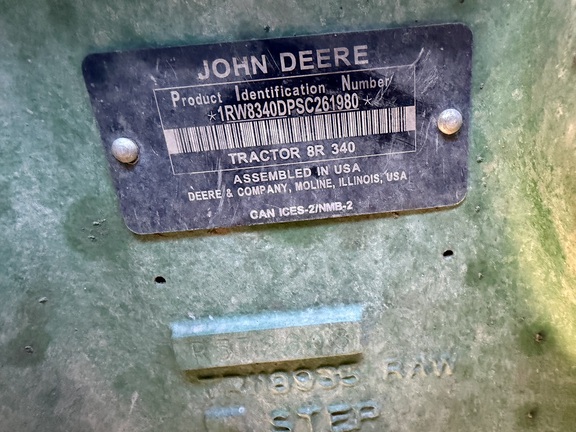 JOHN DEERE
Product Identification Number
*1RW8340DPSC261980*
TRACTOR 8R 340
ASSEMBLED IN USA
DEERE & COMPANY, MOLINE, ILLINOIS, USA
CAN ICES-2/NMB-2
RAW
STEP